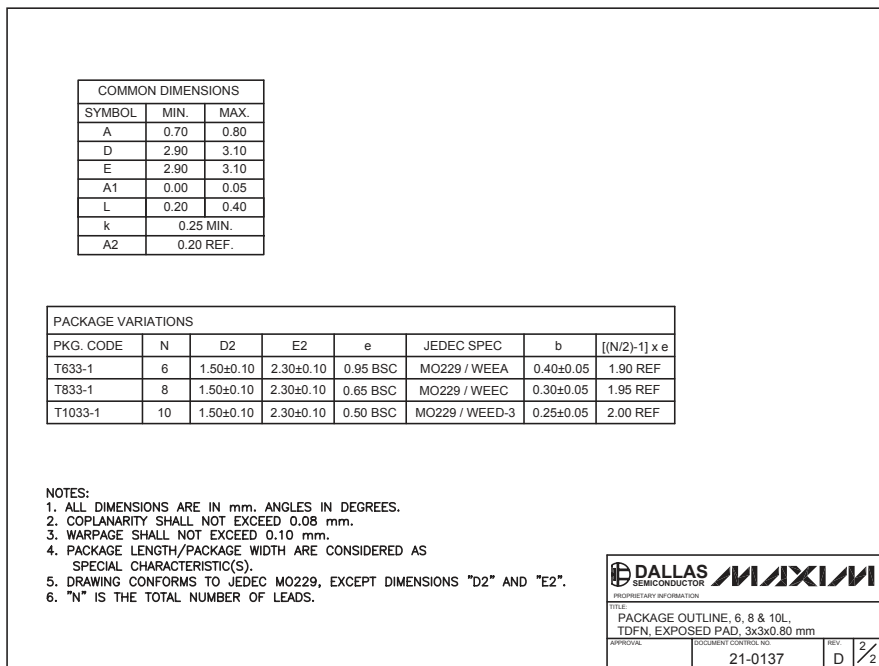 COMMON DIMENSIONS
SYMBOL MIN. MAX.
A 0.70 0.80
D 2.90 3.10
E 2.90 3.10
A1 0.00 0.05
L 0.20 0.40
k 0.25 MIN.
A2 0.20 REF.
PACKAGE VARIATIONS
PKG. CODE N D2 E2 e JEDEC SPEC b [(N/2)-1] x e
T633-1 6 1.50±0.10 2.30±0.10 0.95 BSC MO229 / WEEA 0.40±0.05 1.90 REF
T833-1 8 1.50±0.10 2.30±0.10 0.65 BSC MO229 / WEEC 0.30±0.05 1.95 REF
T1033-1 10 1.50±0.10 2.30±0.10 0.50 BSC MO229 / WEED-3 0.25±0.05 2.00 REF
NOTES:
1. ALL DIMENSIONS ARE IN mm. ANGLES IN DEGREES.
2. COPLANARITY SHALL NOT EXCEED 0.08 mm.
3. WARPAGE SHALL NOT EXCEED 0.10 mm.
4. PACKAGE LENGTH/PACKAGE WIDTH ARE CONSIDERED AS
SPECIAL CHARACTERISTIC(S).
5. DRAWING CONFORMS TO JEDEC MO229, EXCEPT DIMENSIONS "D2" AND "E2".
6. "N" IS THE TOTAL NUMBER OF LEADS.
DALLAS MAXIM
SEMICONDUCTOR
PROPRIETARY INFORMATION
TITLE:
PACKAGE OUTLINE, 6, 8 & 10L,
TDFN, EXPOSED PAD, 3x3x0.80 mm
APPROVAL DOCUMENT CONTROL NO. REV.
21-0137 D 2/2